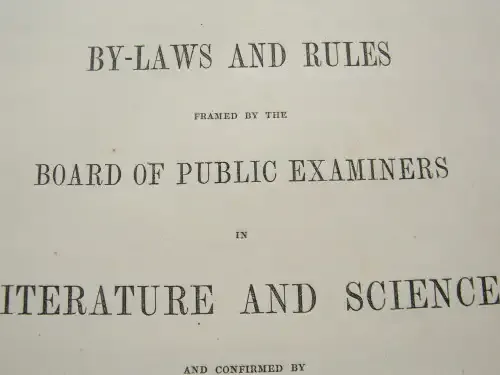 BY-LAWS AND RULES
FRAMED BY THE
BOARD OF PUBLIC EXAMINERS
IN
ITERATURE AND SCIENCE
AND CONFIRMED BY